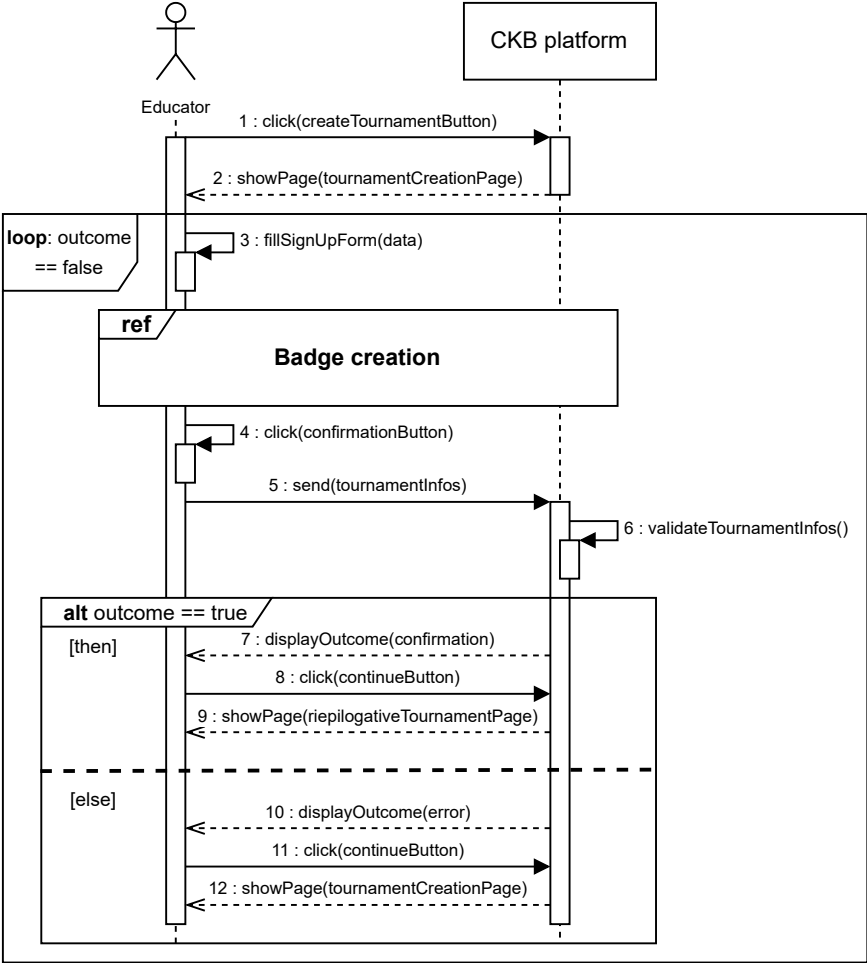 CKB platform
Educator
1 : click(createTournamentButton)
2 : showPage(tournamentCreationPage)
loop: outcome
== false
3 : fillSignUpForm(data)
ref
Badge creation
4 : click(confirmationButton)
5 : send(tournamentInfos)
6 : validateTournamentInfos()
alt outcome == true
[then]
7 : displayOutcome(confirmation)
8 : click(continueButton)
9 : showPage(riepilogativeTournamentPage)
[else]
10 : displayOutcome(error)
11 : click(continueButton)
12 : showPage(tournamentCreationPage)